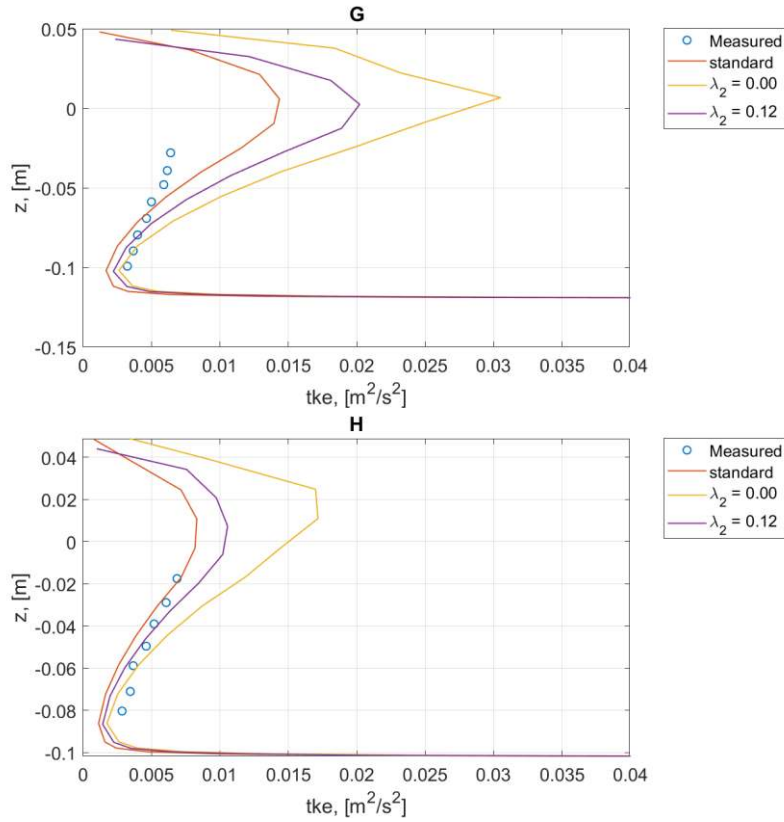 G
0.05
0
-0.05
-0.1
-0.15
z, [m]
0 0.005 0.01 0.015 0.02 0.025 0.03 0.035 0.04
tke, [m²/s²]
Measured
standard
λ₂ = 0.00
λ₂ = 0.12
H
0.04
0.02
0
-0.02
-0.04
-0.06
-0.08
-0.1
z, [m]
0 0.005 0.01 0.015 0.02 0.025 0.03 0.035 0.04
tke, [m²/s²]
Measured
standard
λ₂ = 0.00
λ₂ = 0.12